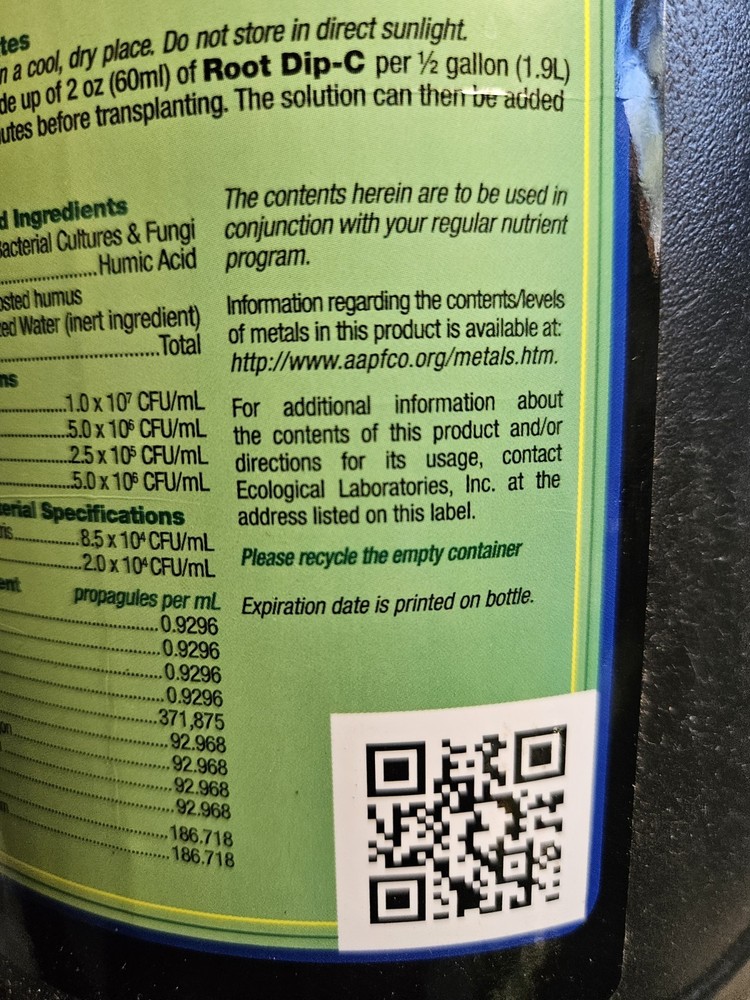 tes
n a cool, dry place. Do not store in direct sunlight.
de up of 2 oz (60ml) of Root Dip-C per ½ gallon (1.9L)
utes before transplanting. The solution can then be added
d Ingredients
Bacterial Cultures & Fungi
Humic Acid
osted humus
ed Water (inert ingredient)
Total
ns
1.0 x 10⁷ CFU/mL
5.0 x 10⁶ CFU/mL
2.5 x 10⁵ CFU/mL
5.0 x 10⁶ CFU/mL
erial Specifications
ris 8.5 x 10⁴ CFU/mL
2.0 x 10⁴ CFU/mL
ent propagules per mL
0.9296
0.9296
0.9296
0.9296
371,875
92.968
92.968
92.968
92.968
186.718
186.718
The contents herein are to be used in
conjunction with your regular nutrient
program.
Information regarding the contents/levels
of metals in this product is available at:
http://www.aapfco.org/metals.htm.
For additional information about
the contents of this product and/or
directions for its usage, contact
Ecological Laboratories, Inc. at the
address listed on this label.
Please recycle the empty container
Expiration date is printed on bottle.